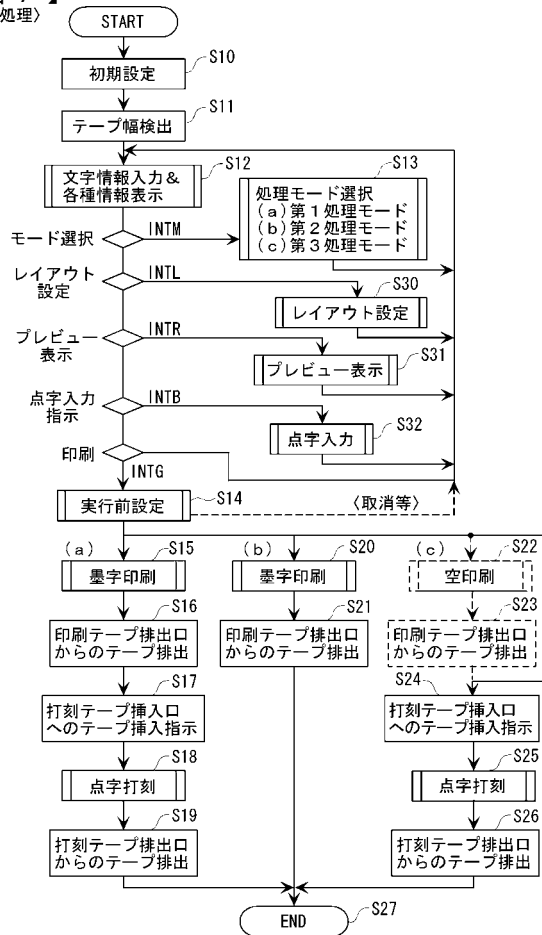 処理〉
START
S10
初期設定
S11
テープ幅検出
S12
文字情報入力&
各種情報表示
S13
処理モード選択
(a)第1処理モード
(b)第2処理モード
(c)第3処理モード
モード選択
INTM
レイアウト
設定
INTL
S30
レイアウト設定
プレビュー
表示
INTR
S31
プレビュー表示
点字入力
指示
INTB
S32
点字入力
印刷
INTG
S14
実行前設定
〈取消等〉
(a)
S15
墨字印刷
(b)
S20
墨字印刷
(c)
S22
空印刷
S16
印刷テープ排出口
からのテープ排出
S21
印刷テープ排出口
からのテープ排出
S23
印刷テープ排出口
からのテープ排出
S17
打刻テープ挿入口
へのテープ挿入指示
S24
打刻テープ挿入口
へのテープ挿入指示
S18
点字打刻
S25
点字打刻
S19
打刻テープ排出口
からのテープ排出
S26
打刻テープ排出口
からのテープ排出
END
S27